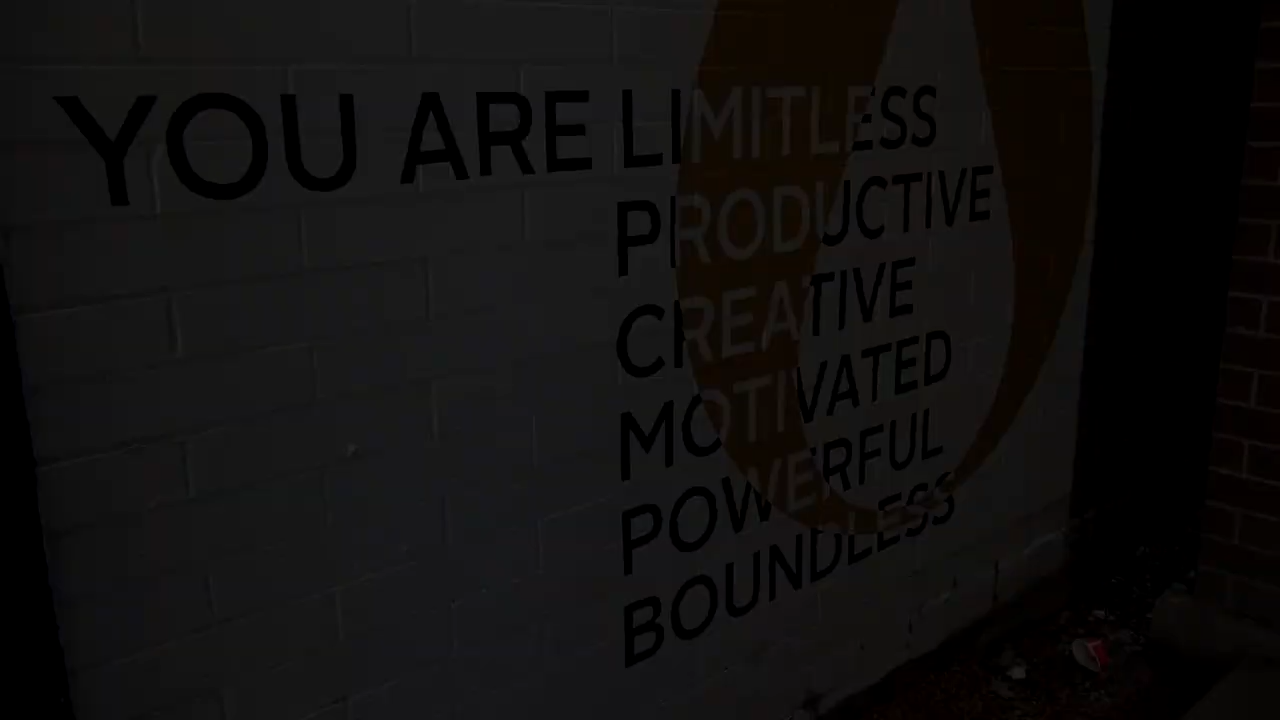 YOU ARE LIMITLESS
PRODUCTIVE
CREATIVE
MOTIVATED
POWERFUL
BOUNDLESS